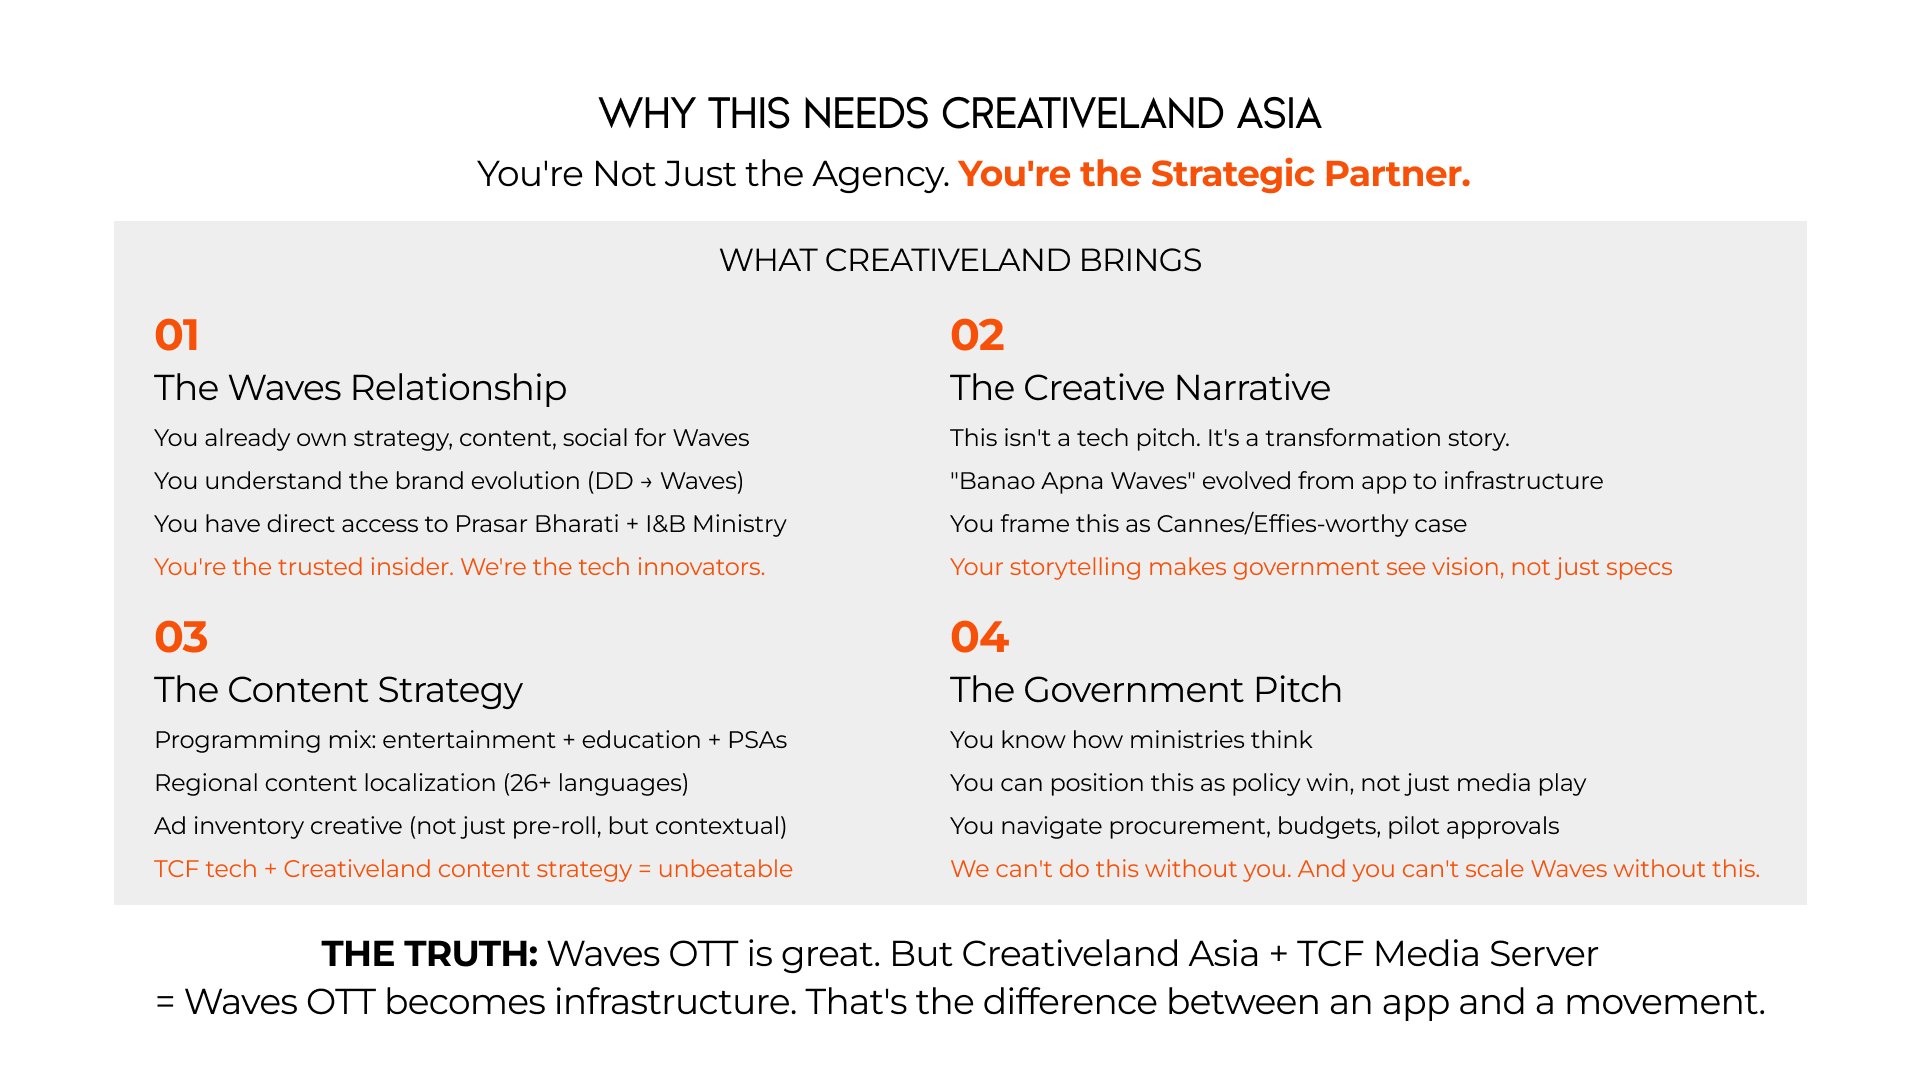 WHY THIS NEEDS CREATIVELAND ASIA
You're Not Just the Agency. You're the Strategic Partner.
WHAT CREATIVELAND BRINGS
01
The Waves Relationship
You already own strategy, content, social for Waves
You understand the brand evolution (DD → Waves)
You have direct access to Prasar Bharati + I&B Ministry
You're the trusted insider. We're the tech innovators.
02
The Creative Narrative
This isn't a tech pitch. It's a transformation story.
"Banao Apna Waves" evolved from app to infrastructure
You frame this as Cannes/Effies-worthy case
Your storytelling makes government see vision, not just specs
03
The Content Strategy
Programming mix: entertainment + education + PSAs
Regional content localization (26+ languages)
Ad inventory creative (not just pre-roll, but contextual)
TCF tech + Creativeland content strategy = unbeatable
04
The Government Pitch
You know how ministries think
You can position this as policy win, not just media play
You navigate procurement, budgets, pilot approvals
We can't do this without you. And you can't scale Waves without this.
THE TRUTH: Waves OTT is great. But Creativeland Asia + TCF Media Server
= Waves OTT becomes infrastructure. That's the difference between an app and a movement.